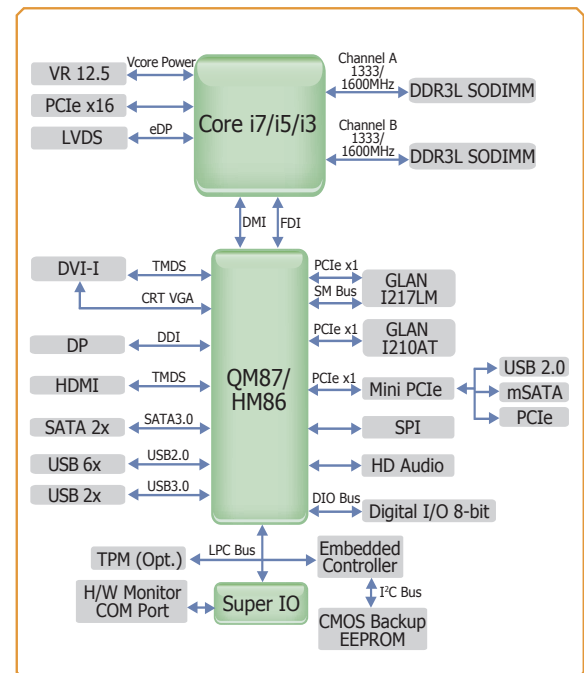 VR 12.5
Vcore Power
PCIe x16
LVDS
eDP
Core i7/i5/i3
Channel A
1333/
1600MHz
DDR3L SODIMM
Channel B
1333/
1600MHz
DDR3L SODIMM
DMI
FDI
DVI-I
TMDS
CRT VGA
DP
DDI
HDMI
TMDS
SATA 2x
SATA3.0
USB 6x
USB2.0
USB 2x
USB3.0
QM87/
HM86
PCIe x1
SM Bus
GLAN
I217LM
PCIe x1
GLAN
I210AT
PCIe x1
Mini PCIe
USB 2.0
mSATA
PCIe
SPI
HD Audio
DIO Bus
Digital I/O 8-bit
TPM (Opt.)
LPC Bus
Embedded
Controller
H/W Monitor
COM Port
Super IO
I²C Bus
CMOS Backup
EEPROM